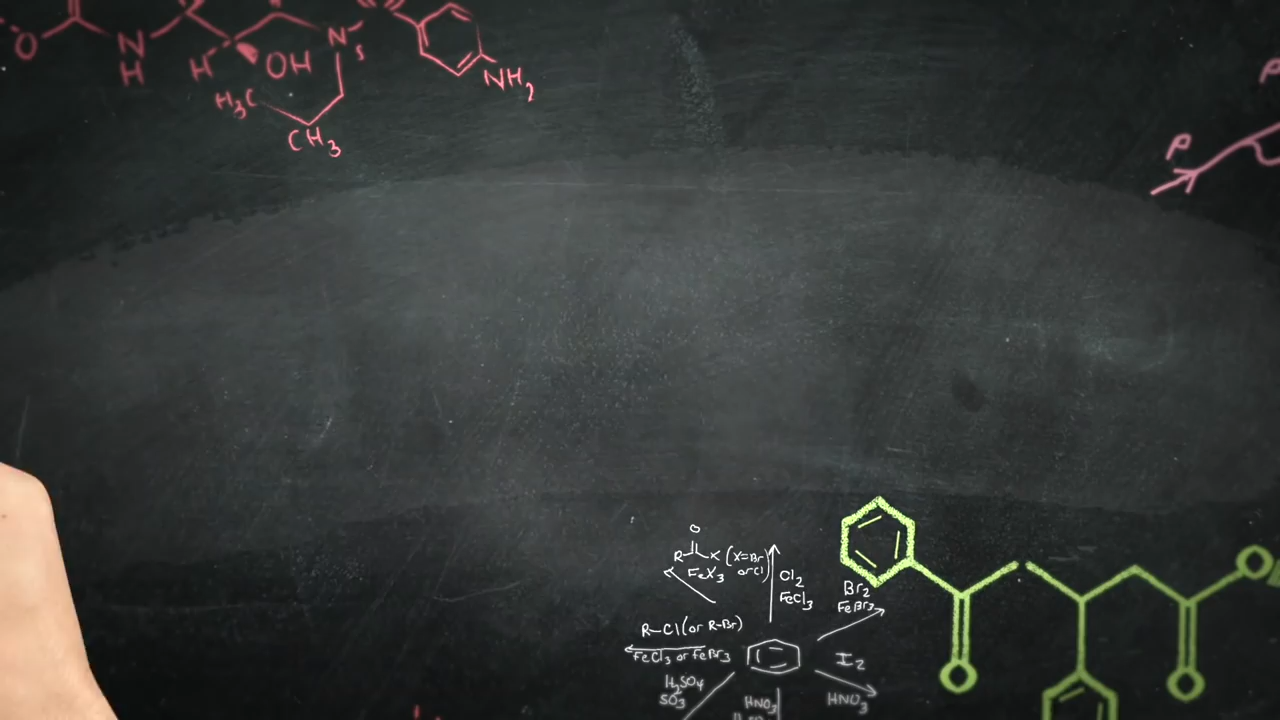 O
N
H
H
OH
N
S
NH2
H3C
CH3
P
O
R
X
(X=Br
or Cl)
FeX3
Cl2
FeCl3
Br2
FeBr3
R-Cl (or R-Br)
FeCl3 or FeBr3
I2
HNO3
H2SO4
SO3
HNO3
O
O
O